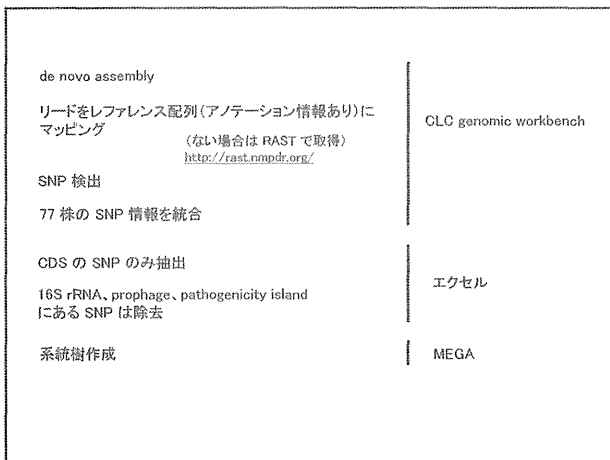 de novo assembly
リードをレファレンス配列(アノテーション情報あり)に
マッピング
(ない場合は RAST で取得)
http://rast.nmpdr.org/
SNP 検出
77 株の SNP 情報を統合
CLC genomic workbench
CDS の SNP のみ抽出
16S rRNA、prophage、pathogenicity island
にある SNP は除去
エクセル
系統樹作成
MEGA